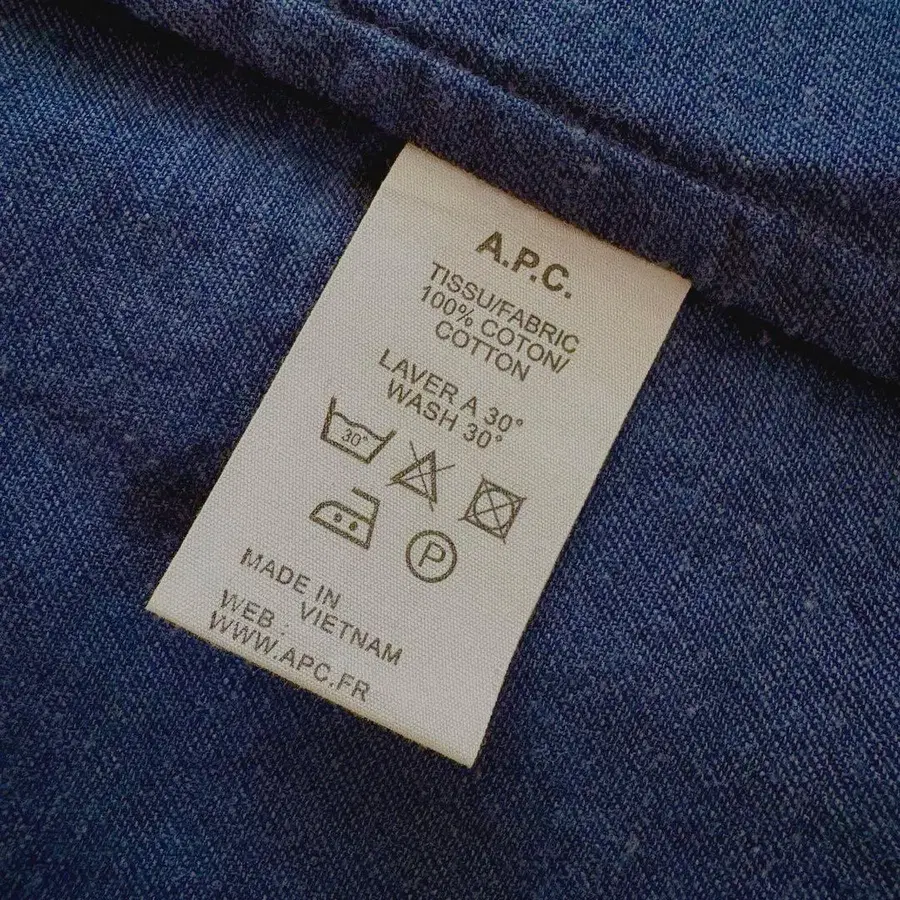 A.P.C.
TISSU/FABRIC
100% COTON/
COTTON
LAVER A 30°
WASH 30°
30°
P
MADE IN
VIETNAM
WEB :
WWW.APC.FR